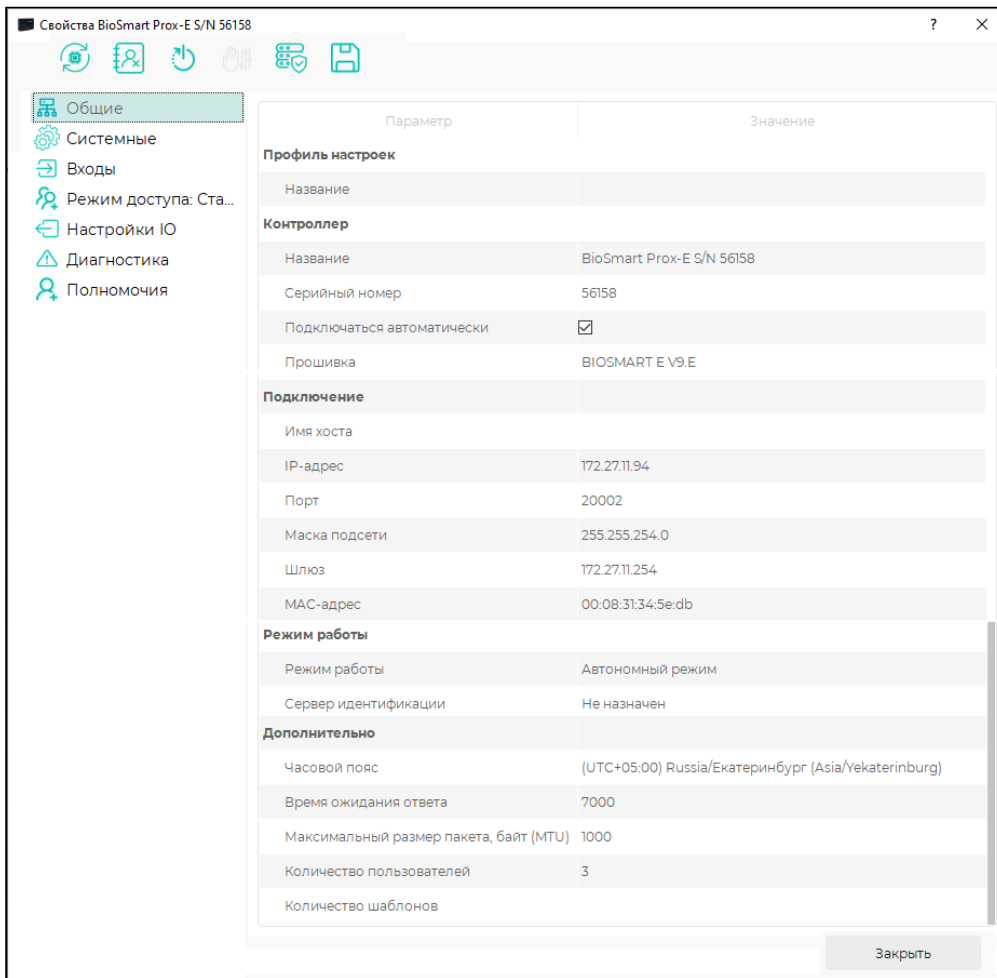 Свойства BioSmart Prox-E S/N 56158
?
Общие
Системные
Входы
Режим доступа: Ста...
Настройки IO
Диагностика
Полномочия
Параметр Значение
Профиль настроек
Название
Контроллер
Название BioSmart Prox-E S/N 56158
Серийный номер 56158
Подключаться автоматически
Прошивка BIOSMART E V9.E
Подключение
Имя хоста
IP-адрес 172.27.11.94
Порт 20002
Маска подсети 255.255.254.0
Шлюз 172.27.11.254
MAC-адрес 00:08:31:34:5e:db
Режим работы
Режим работы Автономный режим
Сервер идентификации Не назначен
Дополнительно
Часовой пояс (UTC+05:00) Russia/Екатеринбург (Asia/Yekaterinburg)
Время ожидания ответа 7000
Максимальный размер пакета, байт (MTU) 1000
Количество пользователей 3
Количество шаблонов
Закрыть